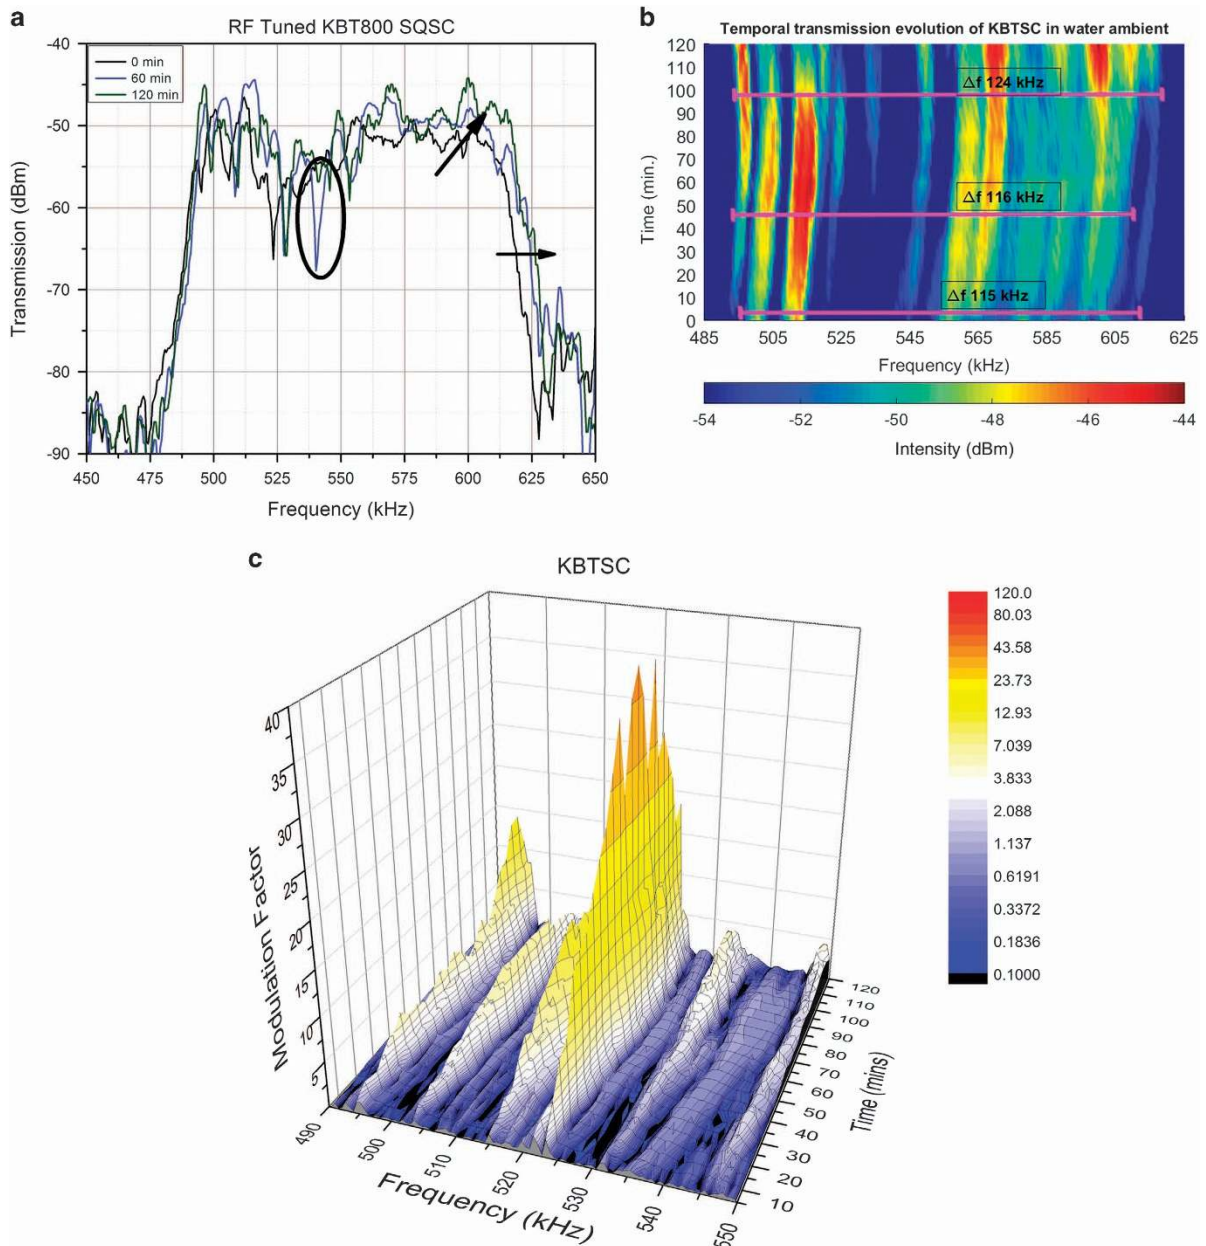 a
RF Tuned KBT800 SQSC
-40
-50
-60
-70
-80
-90
Transmission (dBm)
0 min
60 min
120 min
450 475 500 525 550 575 600 625 650
Frequency (kHz)
b
Temporal transmission evolution of KBTSC in water ambient
120
110
100
90
80
70
60
50
40
30
20
10
0
Time (min.)
Δf 124 kHz
Δf 116 kHz
Δf 115 kHz
485 505 525 545 565 585 605 625
Frequency (kHz)
-54 -52 -50 -48 -46 -44
Intensity (dBm)
c
KBTSC
40
35
30
25
20
15
10
5
Modulation Factor
490 500 510 520 530 540 550
Frequency (kHz)
120
110
100
90
80
70
60
50
40
30
20
10
Time (mins)
120.0
80.03
43.58
23.73
12.93
7.039
3.833
2.088
1.137
0.6191
0.3372
0.1836
0.1000